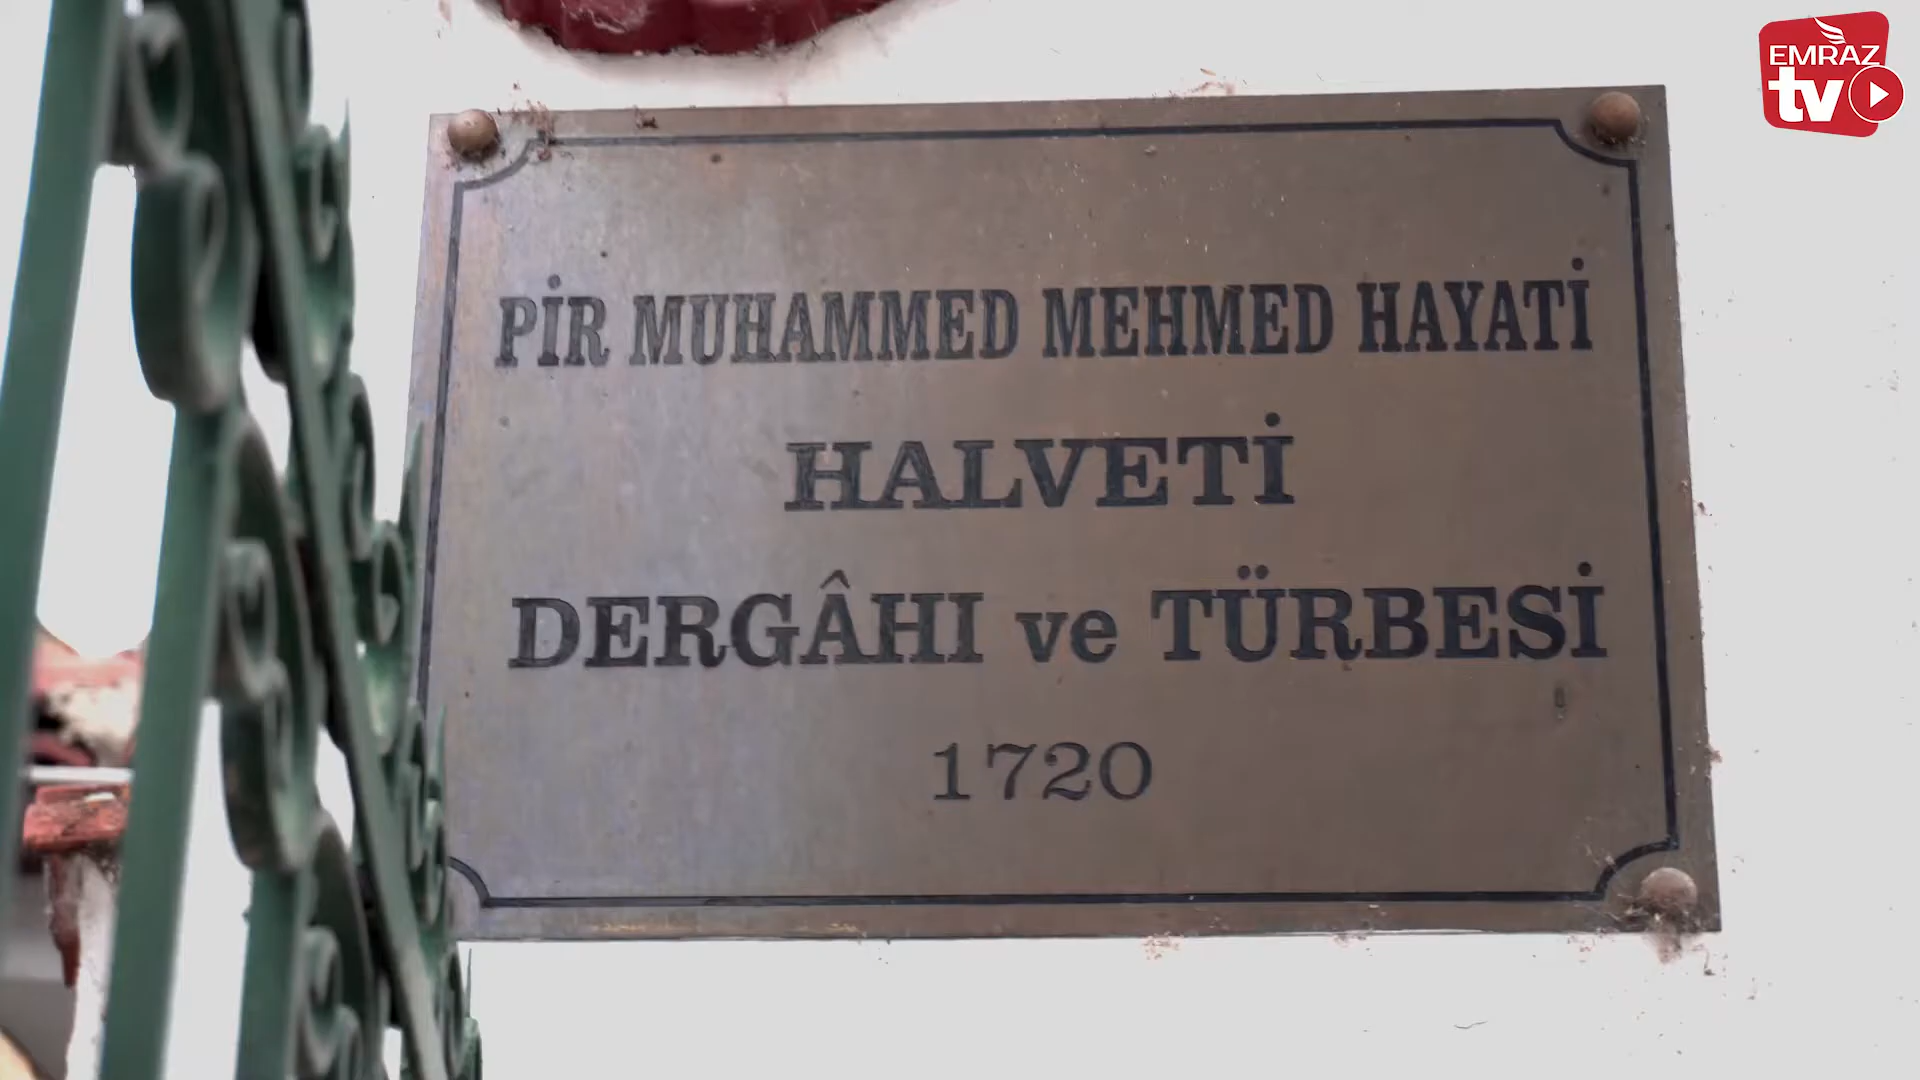 EMRAZ
tv
PİR MUHAMMED MEHMED HAYATİ
HALVETİ
DERGÂHI ve TÜRBESİ
1720